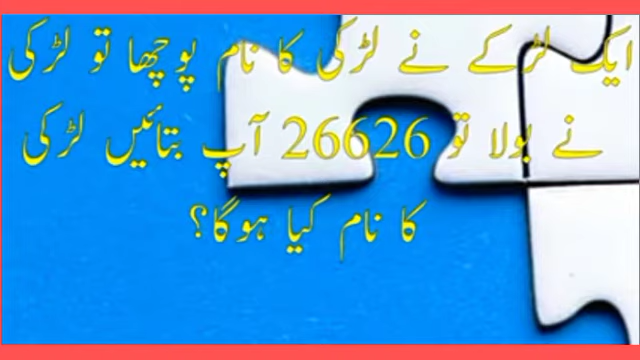 ایک لڑکے نے لڑکی کا نام پوچھا تو لڑکی
نے بولا تو 26626 آپ بتائیں لڑکی
کا نام کیا ہوگا؟